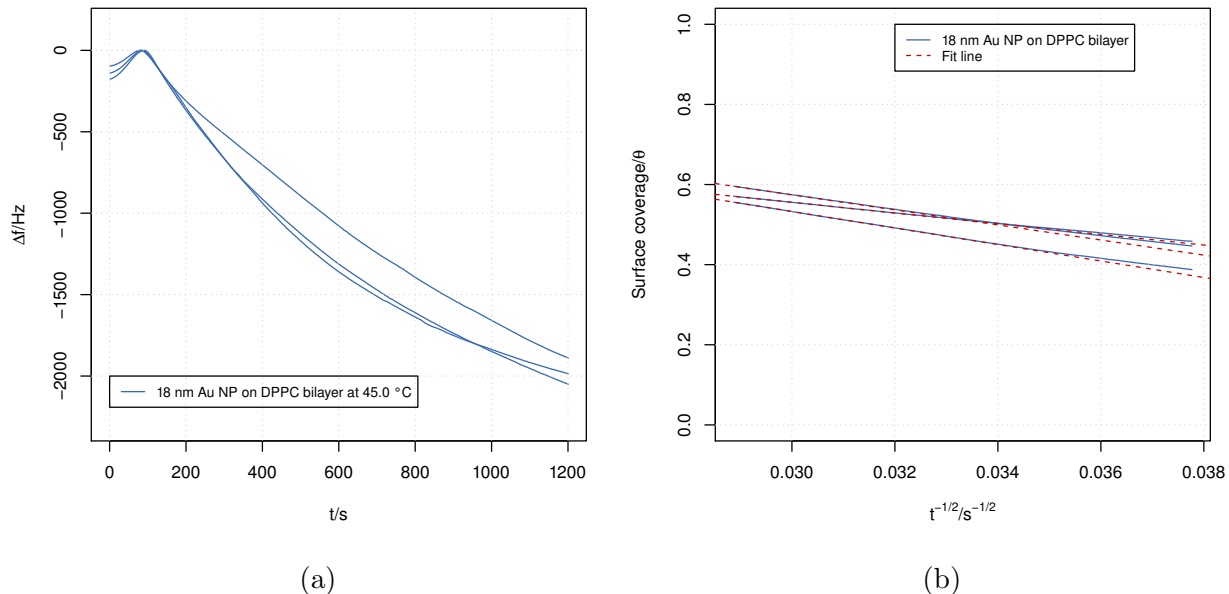 0
−500
−1000
−1500
−2000
Δf/Hz
18 nm Au NP on DPPC bilayer at 45.0 °C
0 200 400 600 800 1000 1200
t/s
(a)
1.0
0.8
0.6
0.4
0.2
0.0
Surface coverage/θ
18 nm Au NP on DPPC bilayer
Fit line
0.030 0.032 0.034 0.036 0.038
t−1/2/s−1/2
(b)